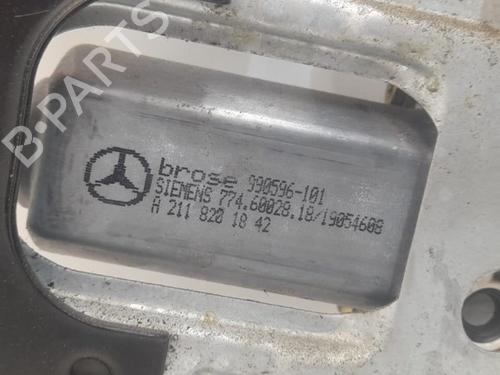 B-PARTS
brose 990596-101
SIEMENS 774.60028.18/19054608
A 211 820 18 42